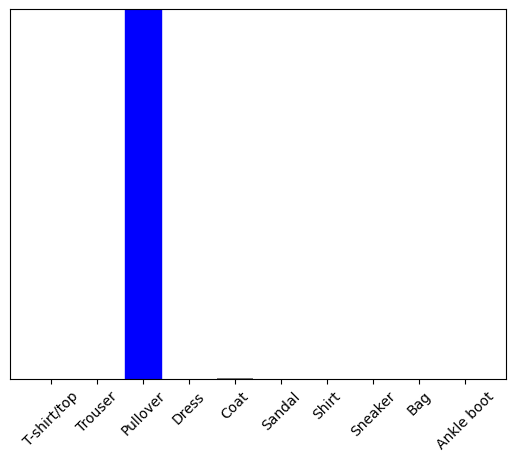 T-shirt/top
Trouser
Pullover
Dress
Coat
Sandal
Shirt
Sneaker
Bag
Ankle boot